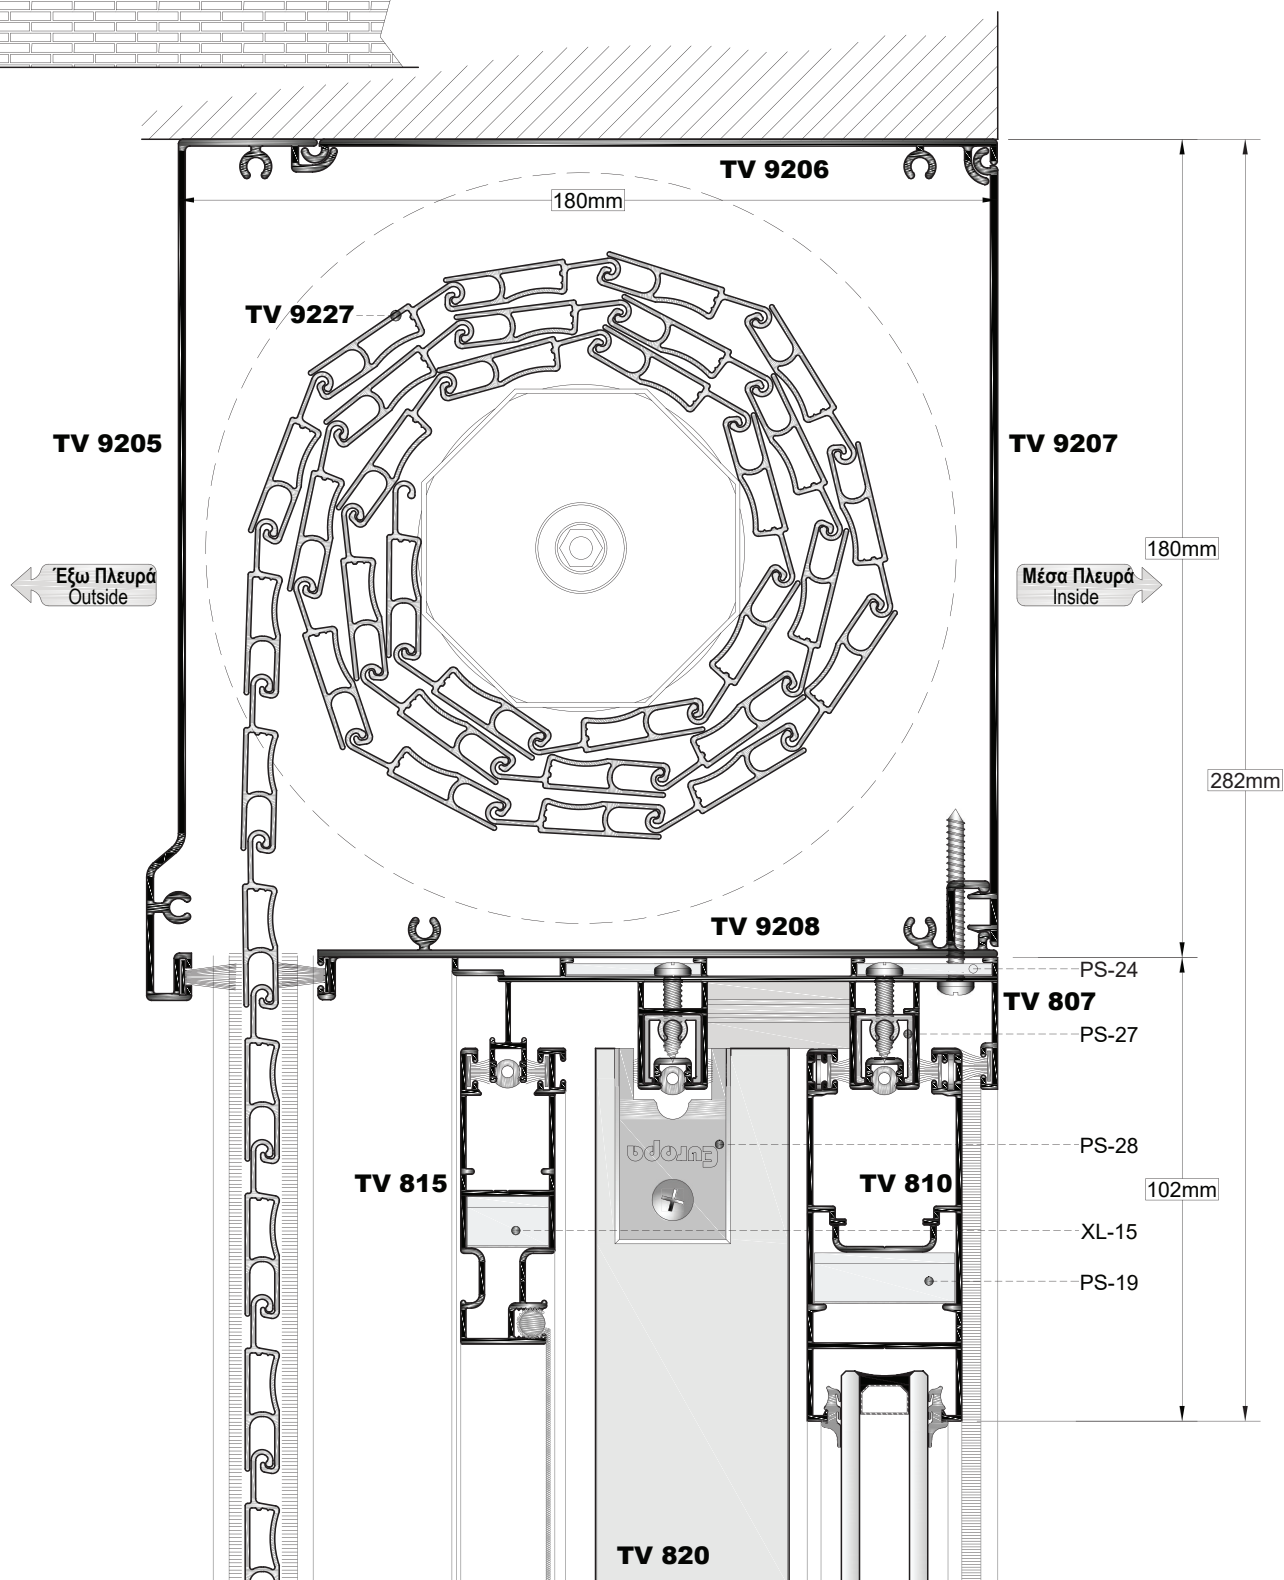 TV 9206
180mm
TV 9227
TV 9205
TV 9207
180mm
Έξω Πλευρά
Outside
Μέσα Πλευρά
Inside
282mm
TV 9208
PS-24
TV 807
PS-27
PS-28
Europa
TV 815
TV 810
102mm
XL-15
PS-19
TV 820